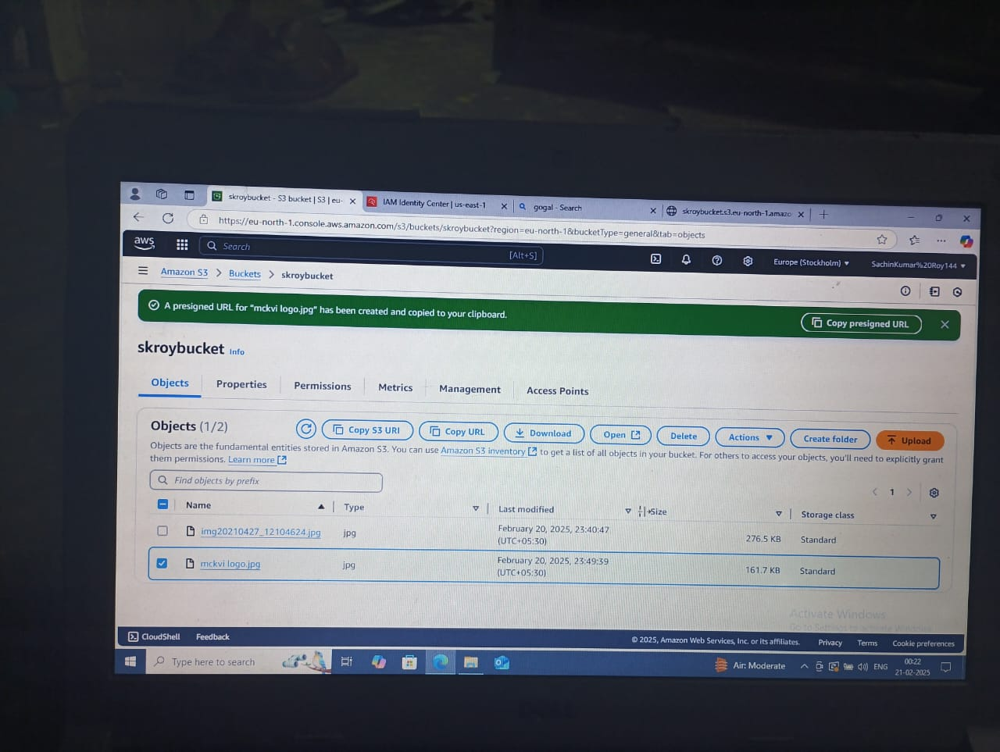 skroybucket - S3 bucket | S3 | eu-
IAM Identity Center | us-east-1
gogal - Search
skroybucket.s3.eu-north-1.amazo
https://eu-north-1.console.aws.amazon.com/s3/buckets/skroybucket?region=eu-north-1&bucketType=general&tab=objects
aws
Search
[Alt+S]
Europe (Stockholm)
SachinKumar%20Roy144
Amazon S3 > Buckets > skroybucket
A presigned URL for "mckvi logo.jpg" has been created and copied to your clipboard.
Copy presigned URL
skroybucket Info
Objects
Properties
Permissions
Metrics
Management
Access Points
Objects (1/2)
Copy S3 URI
Copy URL
Download
Open
Delete
Actions
Create folder
Upload
Objects are the fundamental entities stored in Amazon S3. You can use Amazon S3 inventory to get a list of all objects in your bucket. For others to access your objects, you'll need to explicitly grant
them permissions. Learn more
Find objects by prefix
1
Name
Type
Last modified
Size
Storage class
img20210427_12104624.jpg
jpg
February 20, 2025, 23:40:47
(UTC+05:30)
276.5 KB
Standard
mckvi logo.jpg
jpg
February 20, 2025, 23:49:39
(UTC+05:30)
161.7 KB
Standard
Activate Windows
Go to Settings to activate Windows.
CloudShell
Feedback
© 2025, Amazon Web Services, Inc. or its affiliates.
Privacy
Terms
Cookie preferences
Type here to search
Air: Moderate
ENG
00:22
21-02-2025
DELL